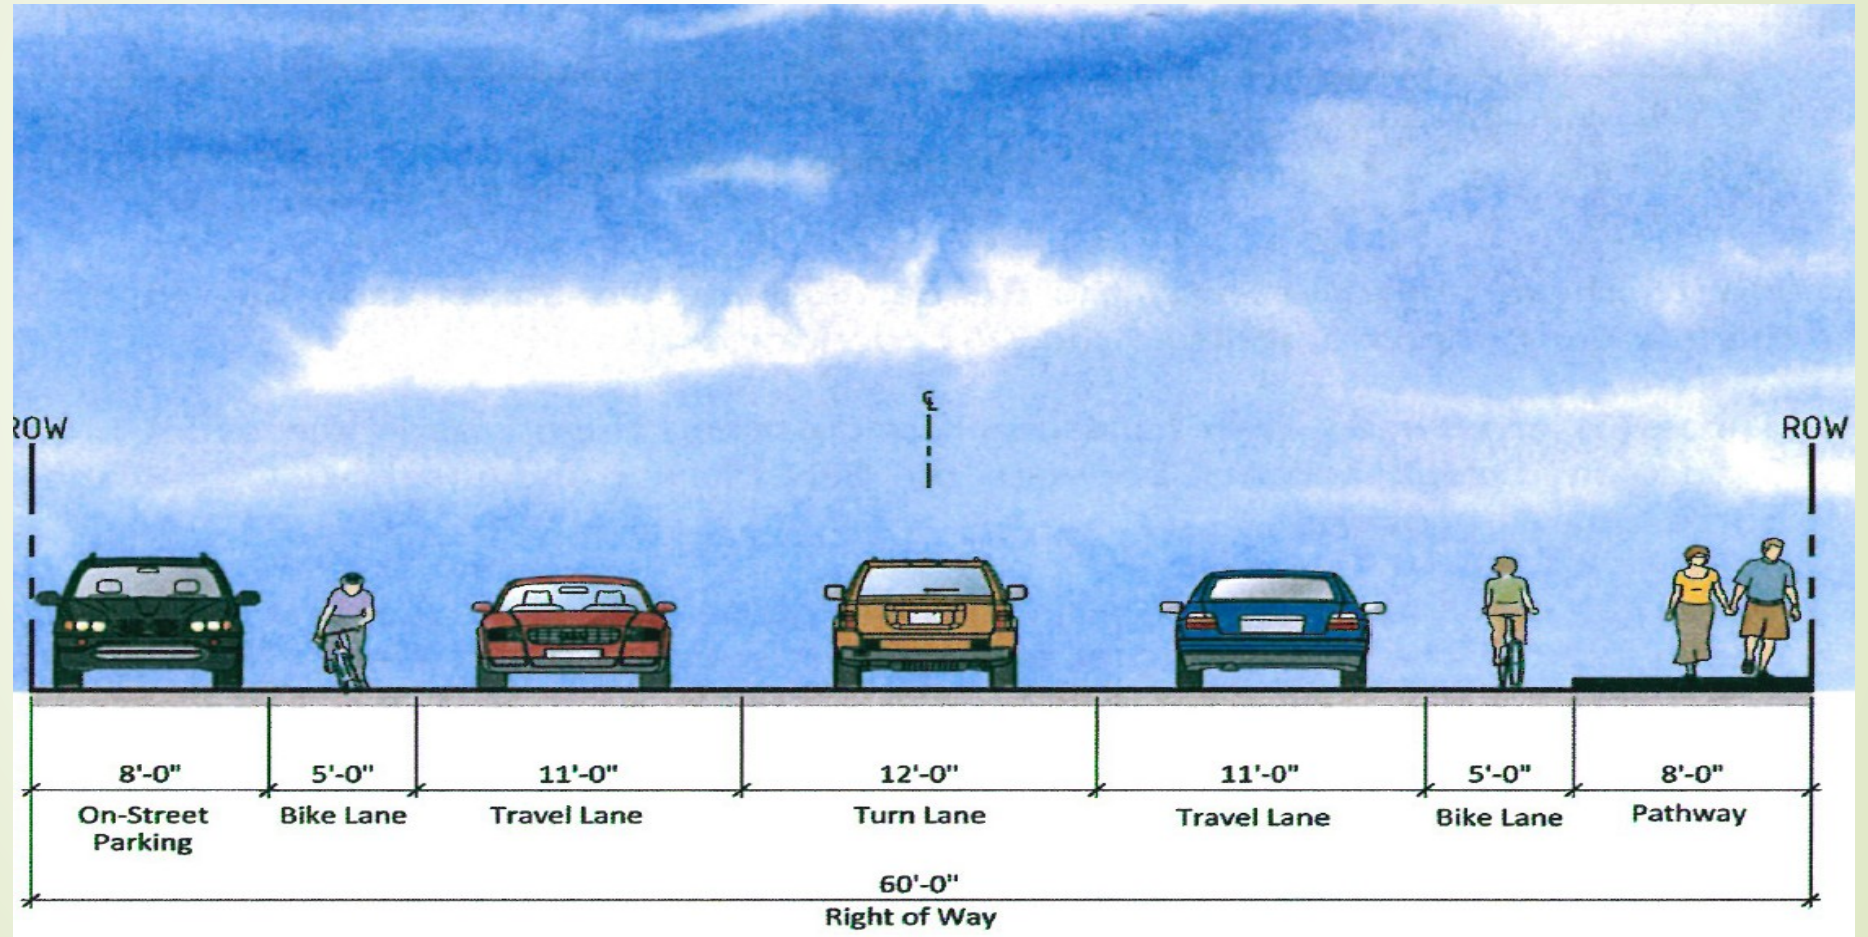 ℄
ROW
ROW
8'-0"
5'-0"
11'-0"
12'-0"
11'-0"
5'-0"
8'-0"
On-Street
Parking
Bike Lane
Travel Lane
Turn Lane
Travel Lane
Bike Lane
Pathway
60'-0"
Right of Way